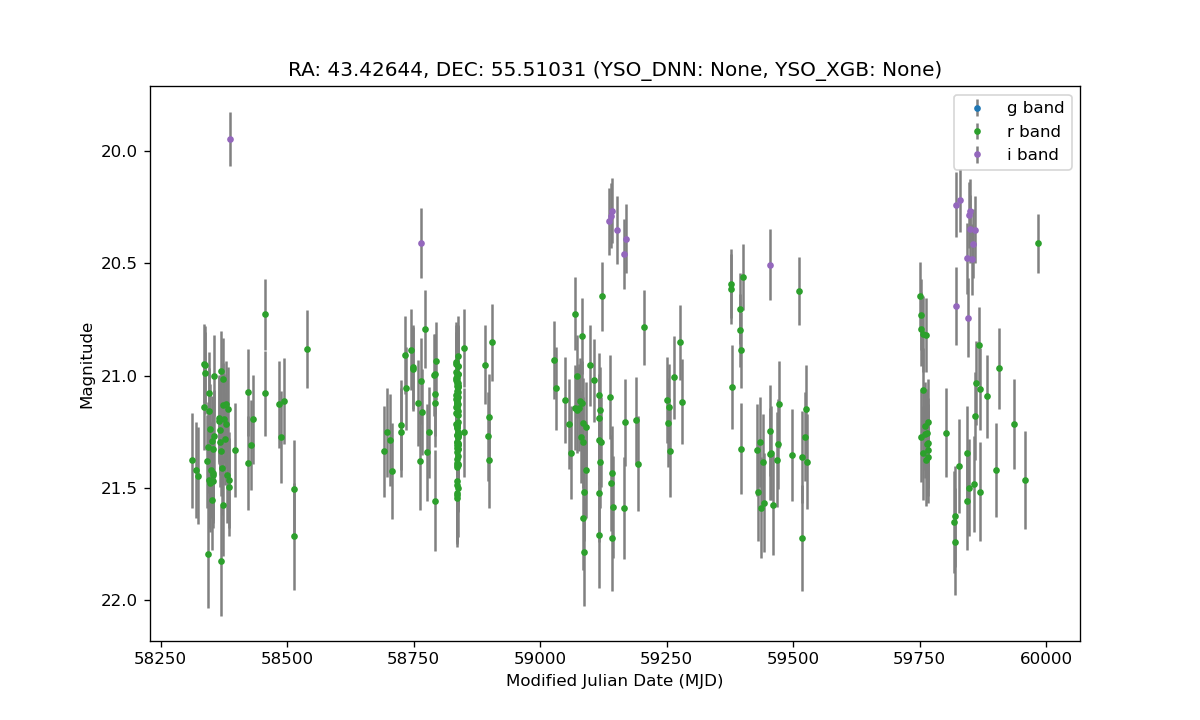 RA: 43.42644, DEC: 55.51031 (YSO_DNN: None, YSO_XGB: None)
g band
r band
i band
20.0
20.5
21.0
21.5
22.0
Magnitude
58250 58500 58750 59000 59250 59500 59750 60000
Modified Julian Date (MJD)